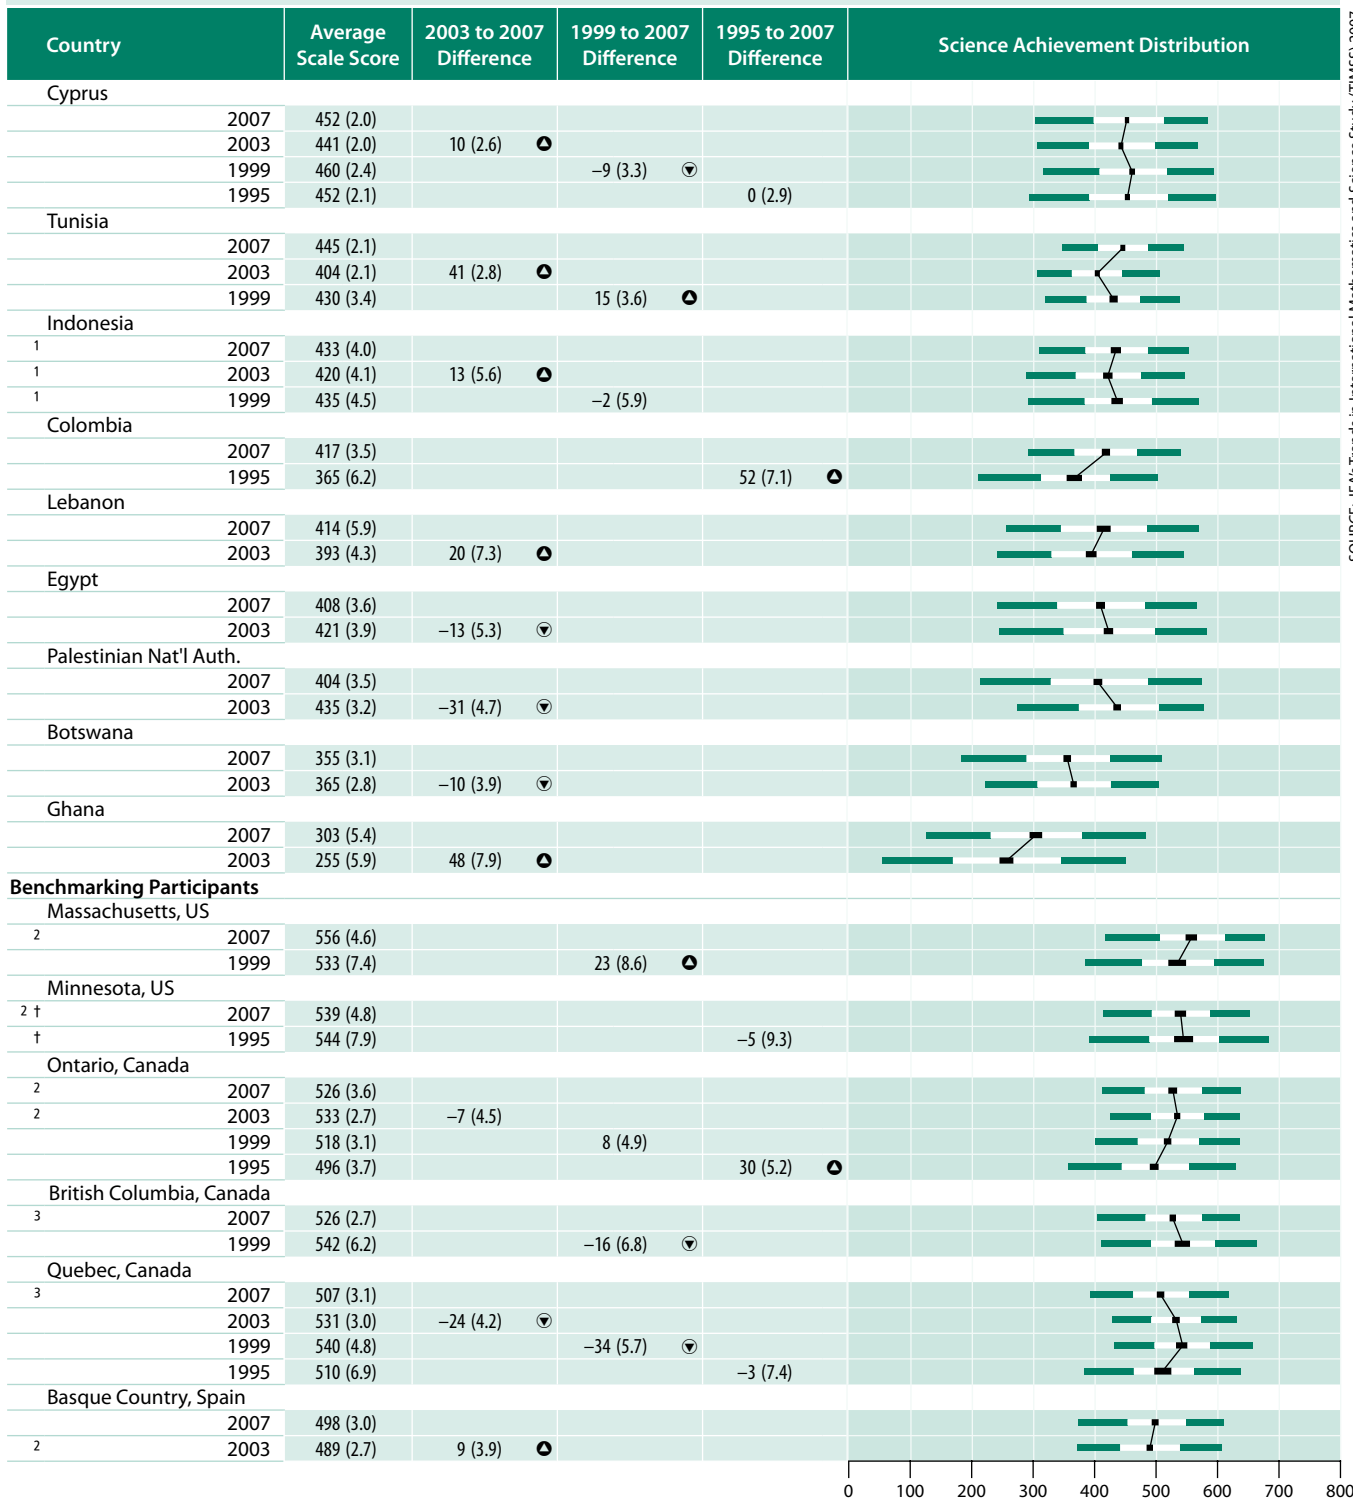 Country Average Scale Score 2003 to 2007 Difference 1999 to 2007 Difference 1995 to 2007 Difference Science Achievement Distribution
Cyprus
2007 452 (2.0)
2003 441 (2.0) 10 (2.6)
1999 460 (2.4) –9 (3.3)
1995 452 (2.1) 0 (2.9)
Tunisia
2007 445 (2.1)
2003 404 (2.1) 41 (2.8)
1999 430 (3.4) 15 (3.6)
Indonesia
1 2007 433 (4.0)
1 2003 420 (4.1) 13 (5.6)
1 1999 435 (4.5) –2 (5.9)
Colombia
2007 417 (3.5)
1995 365 (6.2) 52 (7.1)
Lebanon
2007 414 (5.9)
2003 393 (4.3) 20 (7.3)
Egypt
2007 408 (3.6)
2003 421 (3.9) –13 (5.3)
Palestinian Nat'l Auth.
2007 404 (3.5)
2003 435 (3.2) –31 (4.7)
Botswana
2007 355 (3.1)
2003 365 (2.8) –10 (3.9)
Ghana
2007 303 (5.4)
2003 255 (5.9) 48 (7.9)
Benchmarking Participants
Massachusetts, US
2 2007 556 (4.6)
1999 533 (7.4) 23 (8.6)
Minnesota, US
2 † 2007 539 (4.8)
† 1995 544 (7.9) –5 (9.3)
Ontario, Canada
2 2007 526 (3.6)
2 2003 533 (2.7) –7 (4.5)
1999 518 (3.1) 8 (4.9)
1995 496 (3.7) 30 (5.2)
British Columbia, Canada
3 2007 526 (2.7)
1999 542 (6.2) –16 (6.8)
Quebec, Canada
3 2007 507 (3.1)
2003 531 (3.0) –24 (4.2)
1999 540 (4.8) –34 (5.7)
1995 510 (6.9) –3 (7.4)
Basque Country, Spain
2007 498 (3.0)
2 2003 489 (2.7) 9 (3.9)
0 100 200 300 400 500 600 700 800
SOURCE: IEA's Trends in International Mathematics and Science Study (TIMSS) 2007